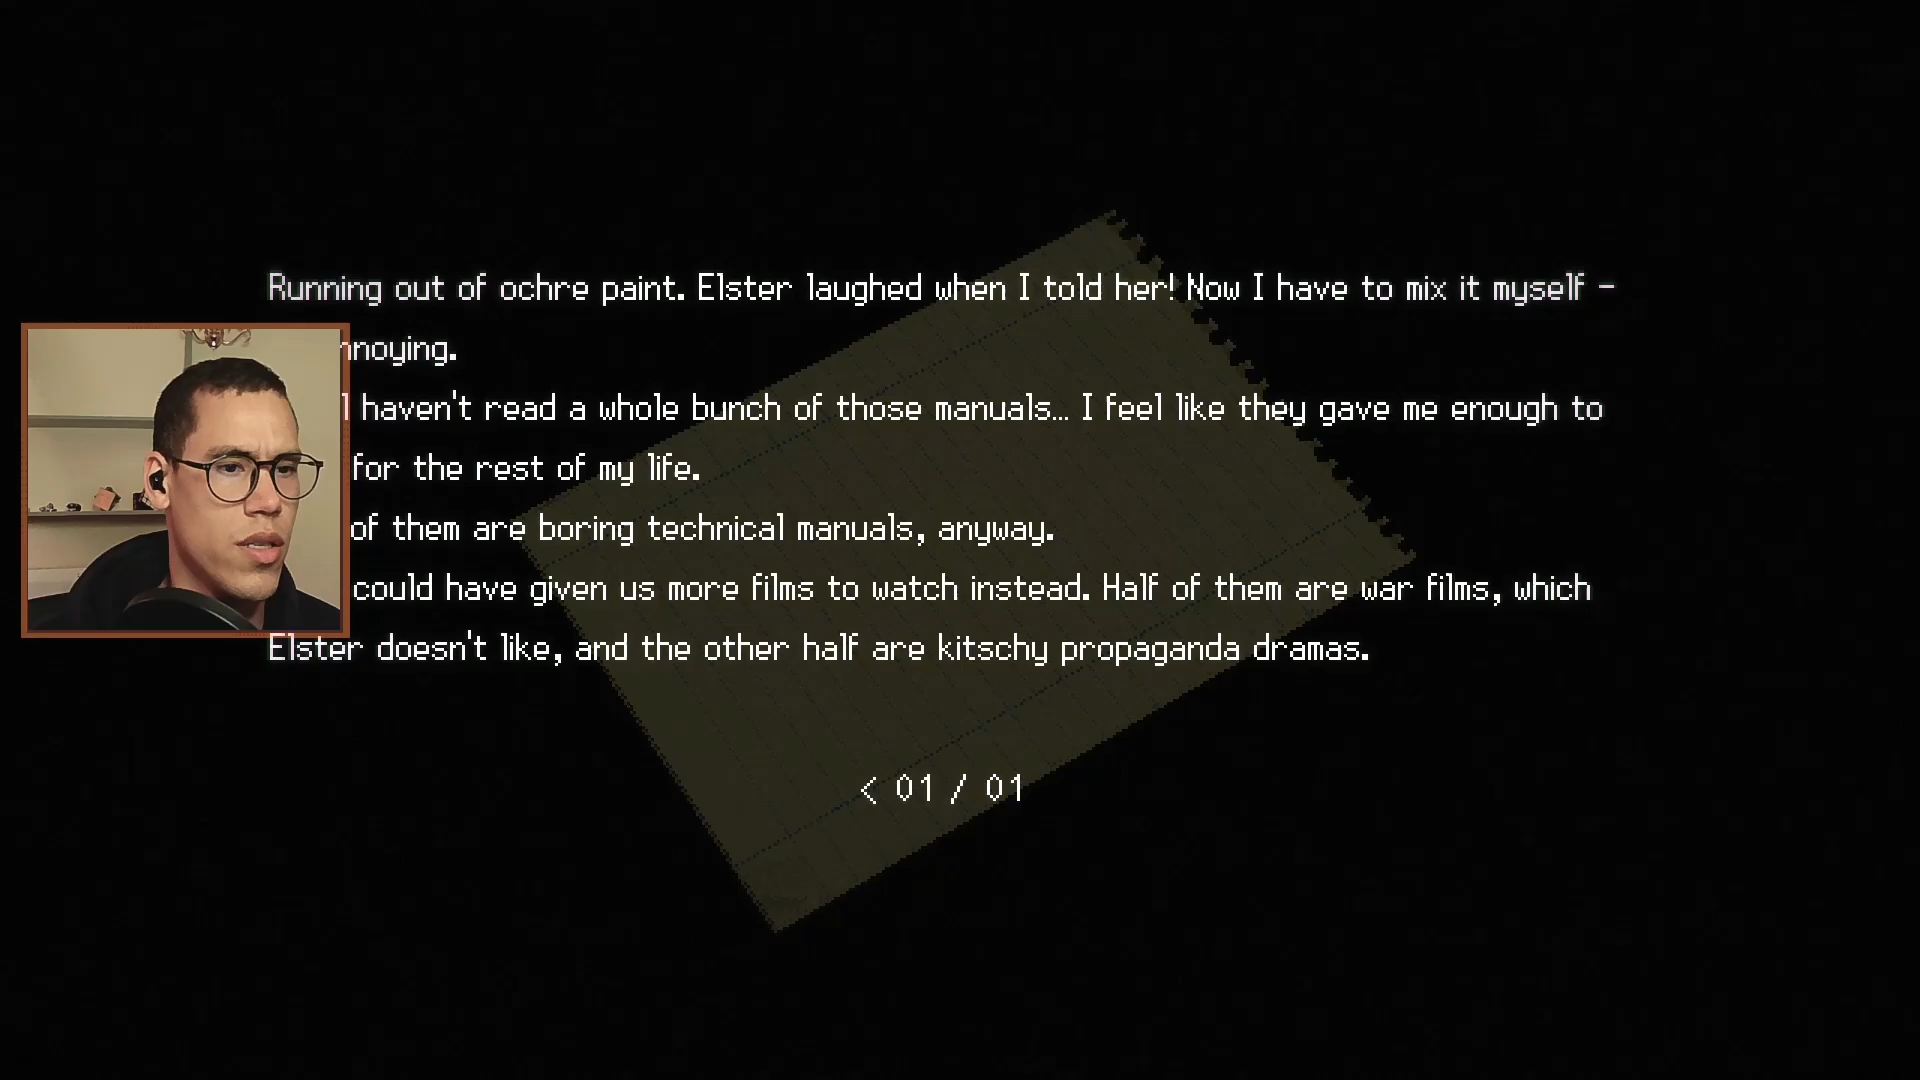 Running out of ochre paint. Elster laughed when I told her! Now I have to mix it myself -
nnoying.
I haven't read a whole bunch of those manuals... I feel like they gave me enough to
for the rest of my life.
of them are boring technical manuals, anyway.
could have given us more films to watch instead. Half of them are war films, which
Elster doesn't like, and the other half are kitschy propaganda dramas.
< 01 / 01